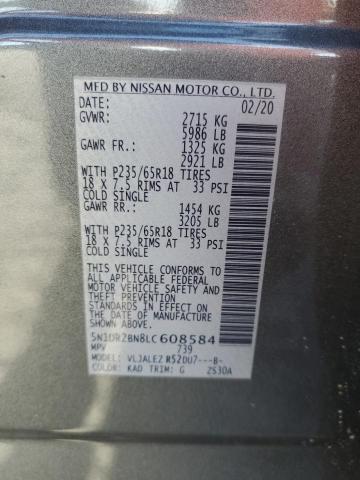 MFD BY NISSAN MOTOR CO., LTD.
DATE: 02/20
GVWR: 2715 KG
5986 LB
GAWR FR.: 1325 KG
2921 LB
WITH P235/65R18 TIRES
18 X 7.5 RIMS AT 33 PSI
COLD SINGLE
GAWR RR.: 1454 KG
3205 LB
WITH P235/65R18 TIRES
18 X 7.5 RIMS AT 33 PSI
COLD SINGLE
THIS VEHICLE CONFORMS TO
ALL APPLICABLE FEDERAL
MOTOR VEHICLE SAFETY
STANDARDS IN EFFECT ON
THE DATE OF MANUFACTURE
SHOWN ABOVE.
5N1DR2BN8LC608584
MPV 739
MODEL: VLJALEZ R52DU7---B-
COLOR: KAD TRIM: G ZS30A